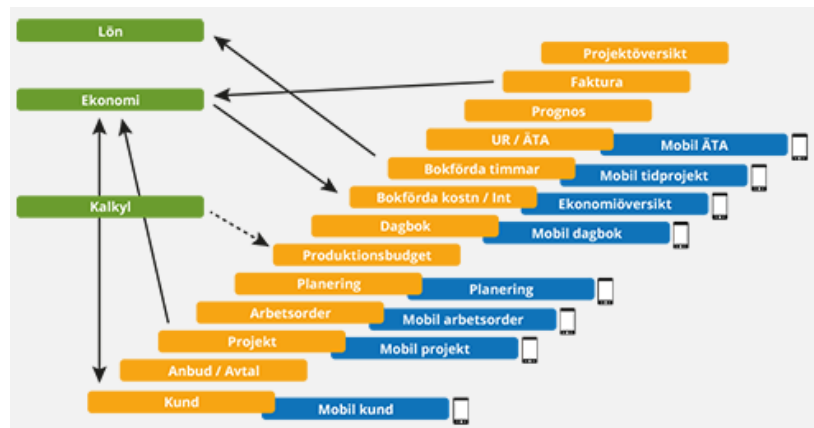 Lön
Projektöversikt
Faktura
Ekonomi
Prognos
UR / ÄTA
Mobil ÄTA
Bokförda timmar
Mobil tidprojekt
Bokförda kostn / Int
Ekonomiöversikt
Kalkyl
Dagbok
Mobil dagbok
Produktionsbudget
Planering
Planering
Arbetsorder
Mobil arbetsorder
Projekt
Mobil projekt
Anbud / Avtal
Kund
Mobil kund